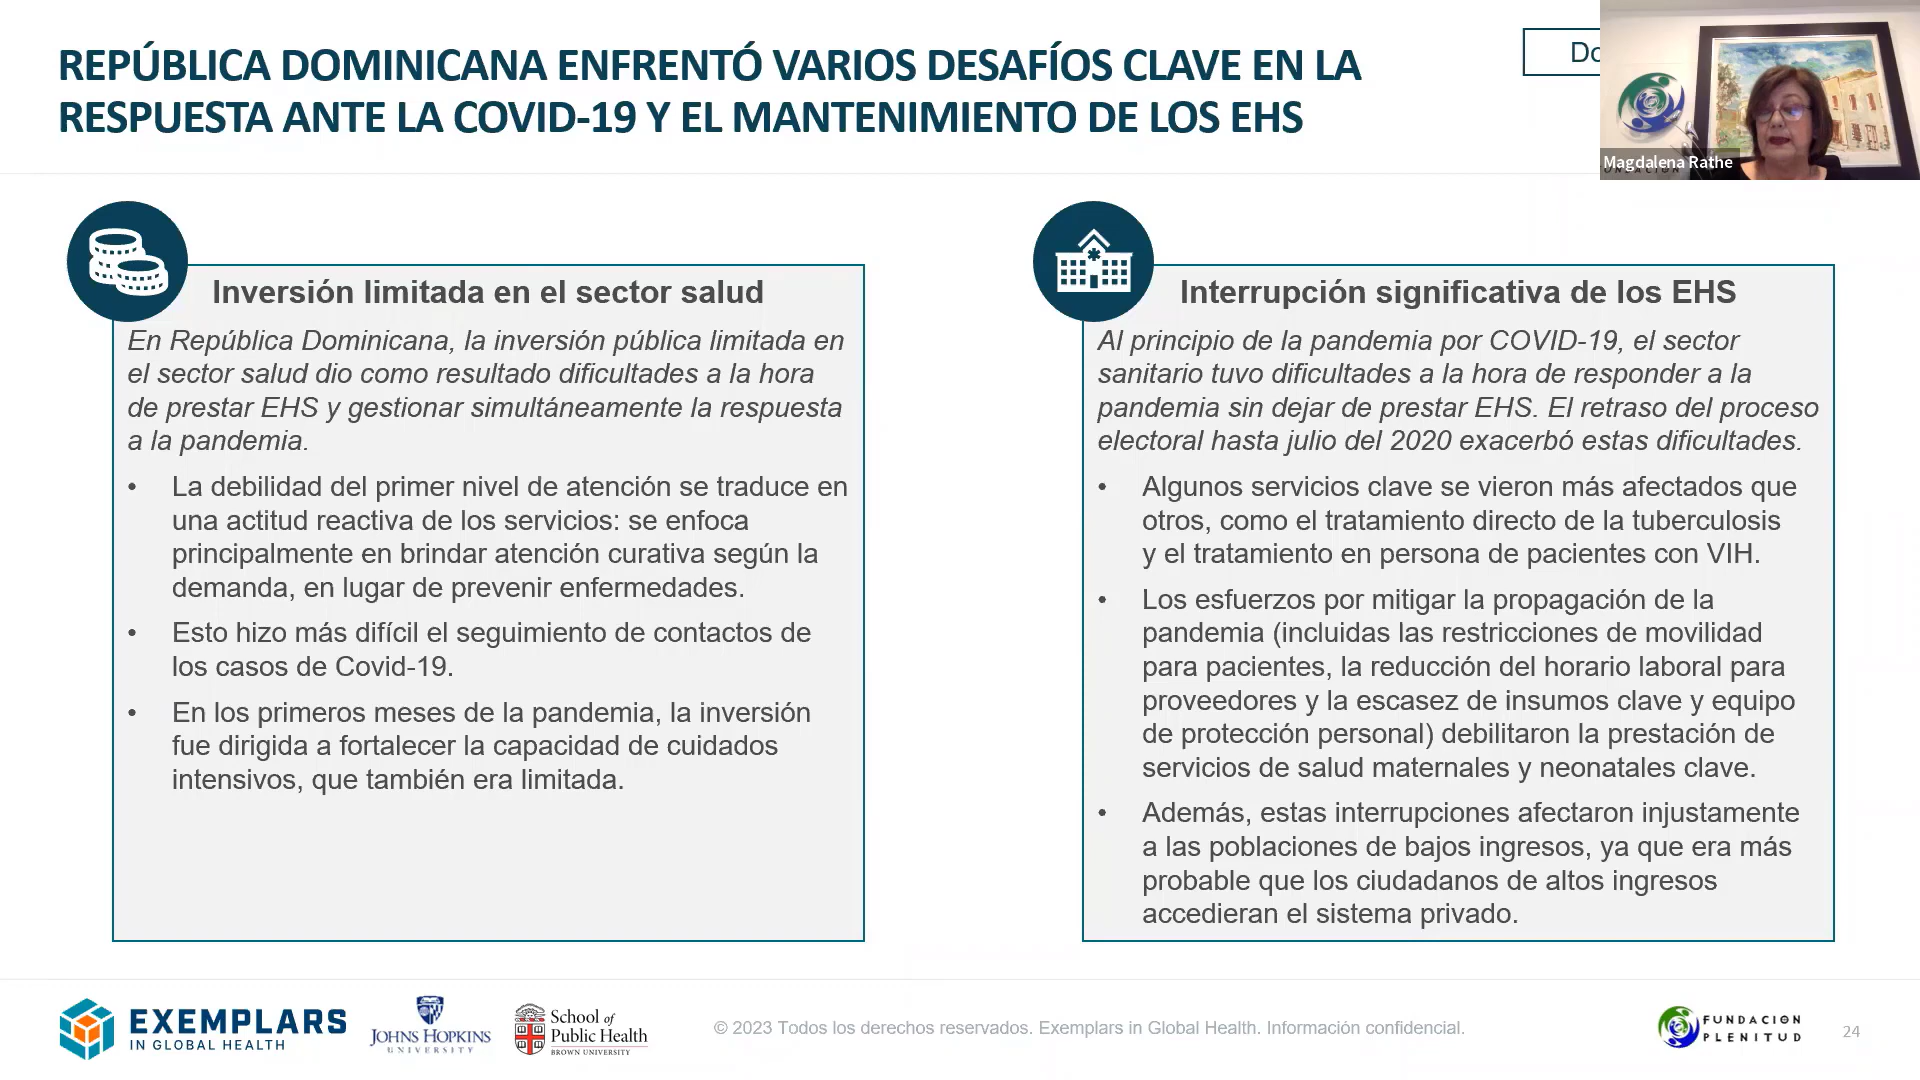 REPÚBLICA DOMINICANA ENFRENTÓ VARIOS DESAFÍOS CLAVE EN LA
RESPUESTA ANTE LA COVID-19 Y EL MANTENIMIENTO DE LOS EHS
Magdalena Rathe
Inversión limitada en el sector salud
En República Dominicana, la inversión pública limitada en
el sector salud dio como resultado dificultades a la hora
de prestar EHS y gestionar simultáneamente la respuesta
a la pandemia.
• La debilidad del primer nivel de atención se traduce en
una actitud reactiva de los servicios: se enfoca
principalmente en brindar atención curativa según la
demanda, en lugar de prevenir enfermedades.
• Esto hizo más difícil el seguimiento de contactos de
los casos de Covid-19.
• En los primeros meses de la pandemia, la inversión
fue dirigida a fortalecer la capacidad de cuidados
intensivos, que también era limitada.
Interrupción significativa de los EHS
Al principio de la pandemia por COVID-19, el sector
sanitario tuvo dificultades a la hora de responder a la
pandemia sin dejar de prestar EHS. El retraso del proceso
electoral hasta julio del 2020 exacerbó estas dificultades.
• Algunos servicios clave se vieron más afectados que
otros, como el tratamiento directo de la tuberculosis
y el tratamiento en persona de pacientes con VIH.
• Los esfuerzos por mitigar la propagación de la
pandemia (incluidas las restricciones de movilidad
para pacientes, la reducción del horario laboral para
proveedores y la escasez de insumos clave y equipo
de protección personal) debilitaron la prestación de
servicios de salud maternales y neonatales clave.
• Además, estas interrupciones afectaron injustamente
a las poblaciones de bajos ingresos, ya que era más
probable que los ciudadanos de altos ingresos
accedieran el sistema privado.
EXEMPLARS
IN GLOBAL HEALTH
JOHNS HOPKINS
UNIVERSITY
School of
Public Health
BROWN UNIVERSITY
© 2023 Todos los derechos reservados. Exemplars in Global Health. Información confidencial.
FUNDACION
PLENITUD
24